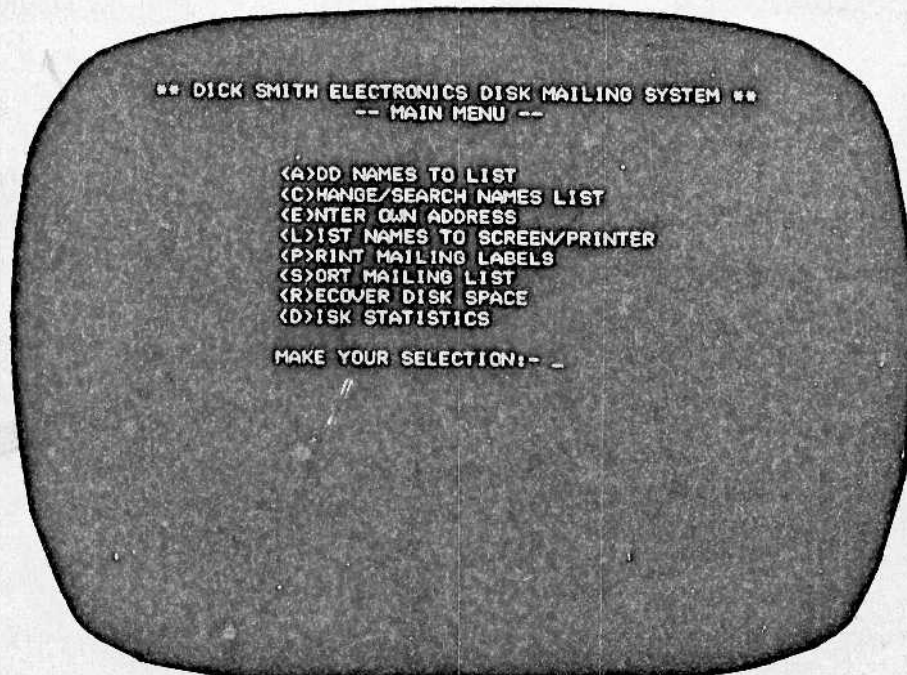 ** DICK SMITH ELECTRONICS DISK MAILING SYSTEM **
-- MAIN MENU --
<A>DD NAMES TO LIST
<C>HANGE/SEARCH NAMES LIST
<E>NTER OWN ADDRESS
<L>IST NAMES TO SCREEN/PRINTER
<P>RINT MAILING LABELS
<S>ORT MAILING LIST
<R>ECOVER DISK SPACE
<D>ISK STATISTICS
MAKE YOUR SELECTION:- _